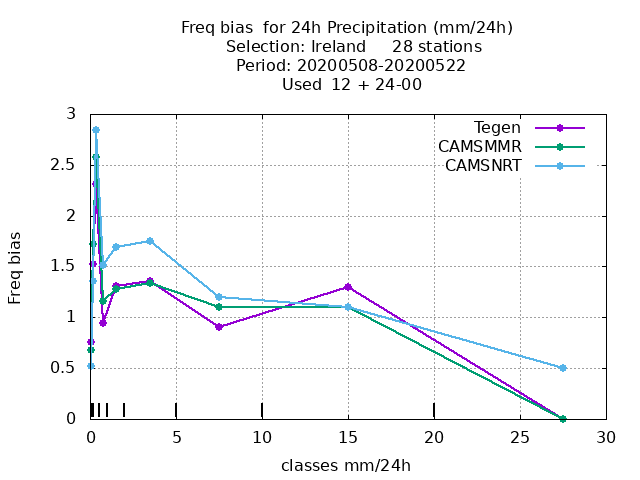 Freq bias  for 24h Precipitation (mm/24h)
Selection: Ireland     28 stations
Period: 20200508-20200522
Used  12 + 24-00
Tegen
CAMSMMR
CAMSNRT
3
2.5
2
1.5
1
0.5
0
Freq bias
0 5 10 15 20 25 30
classes mm/24h